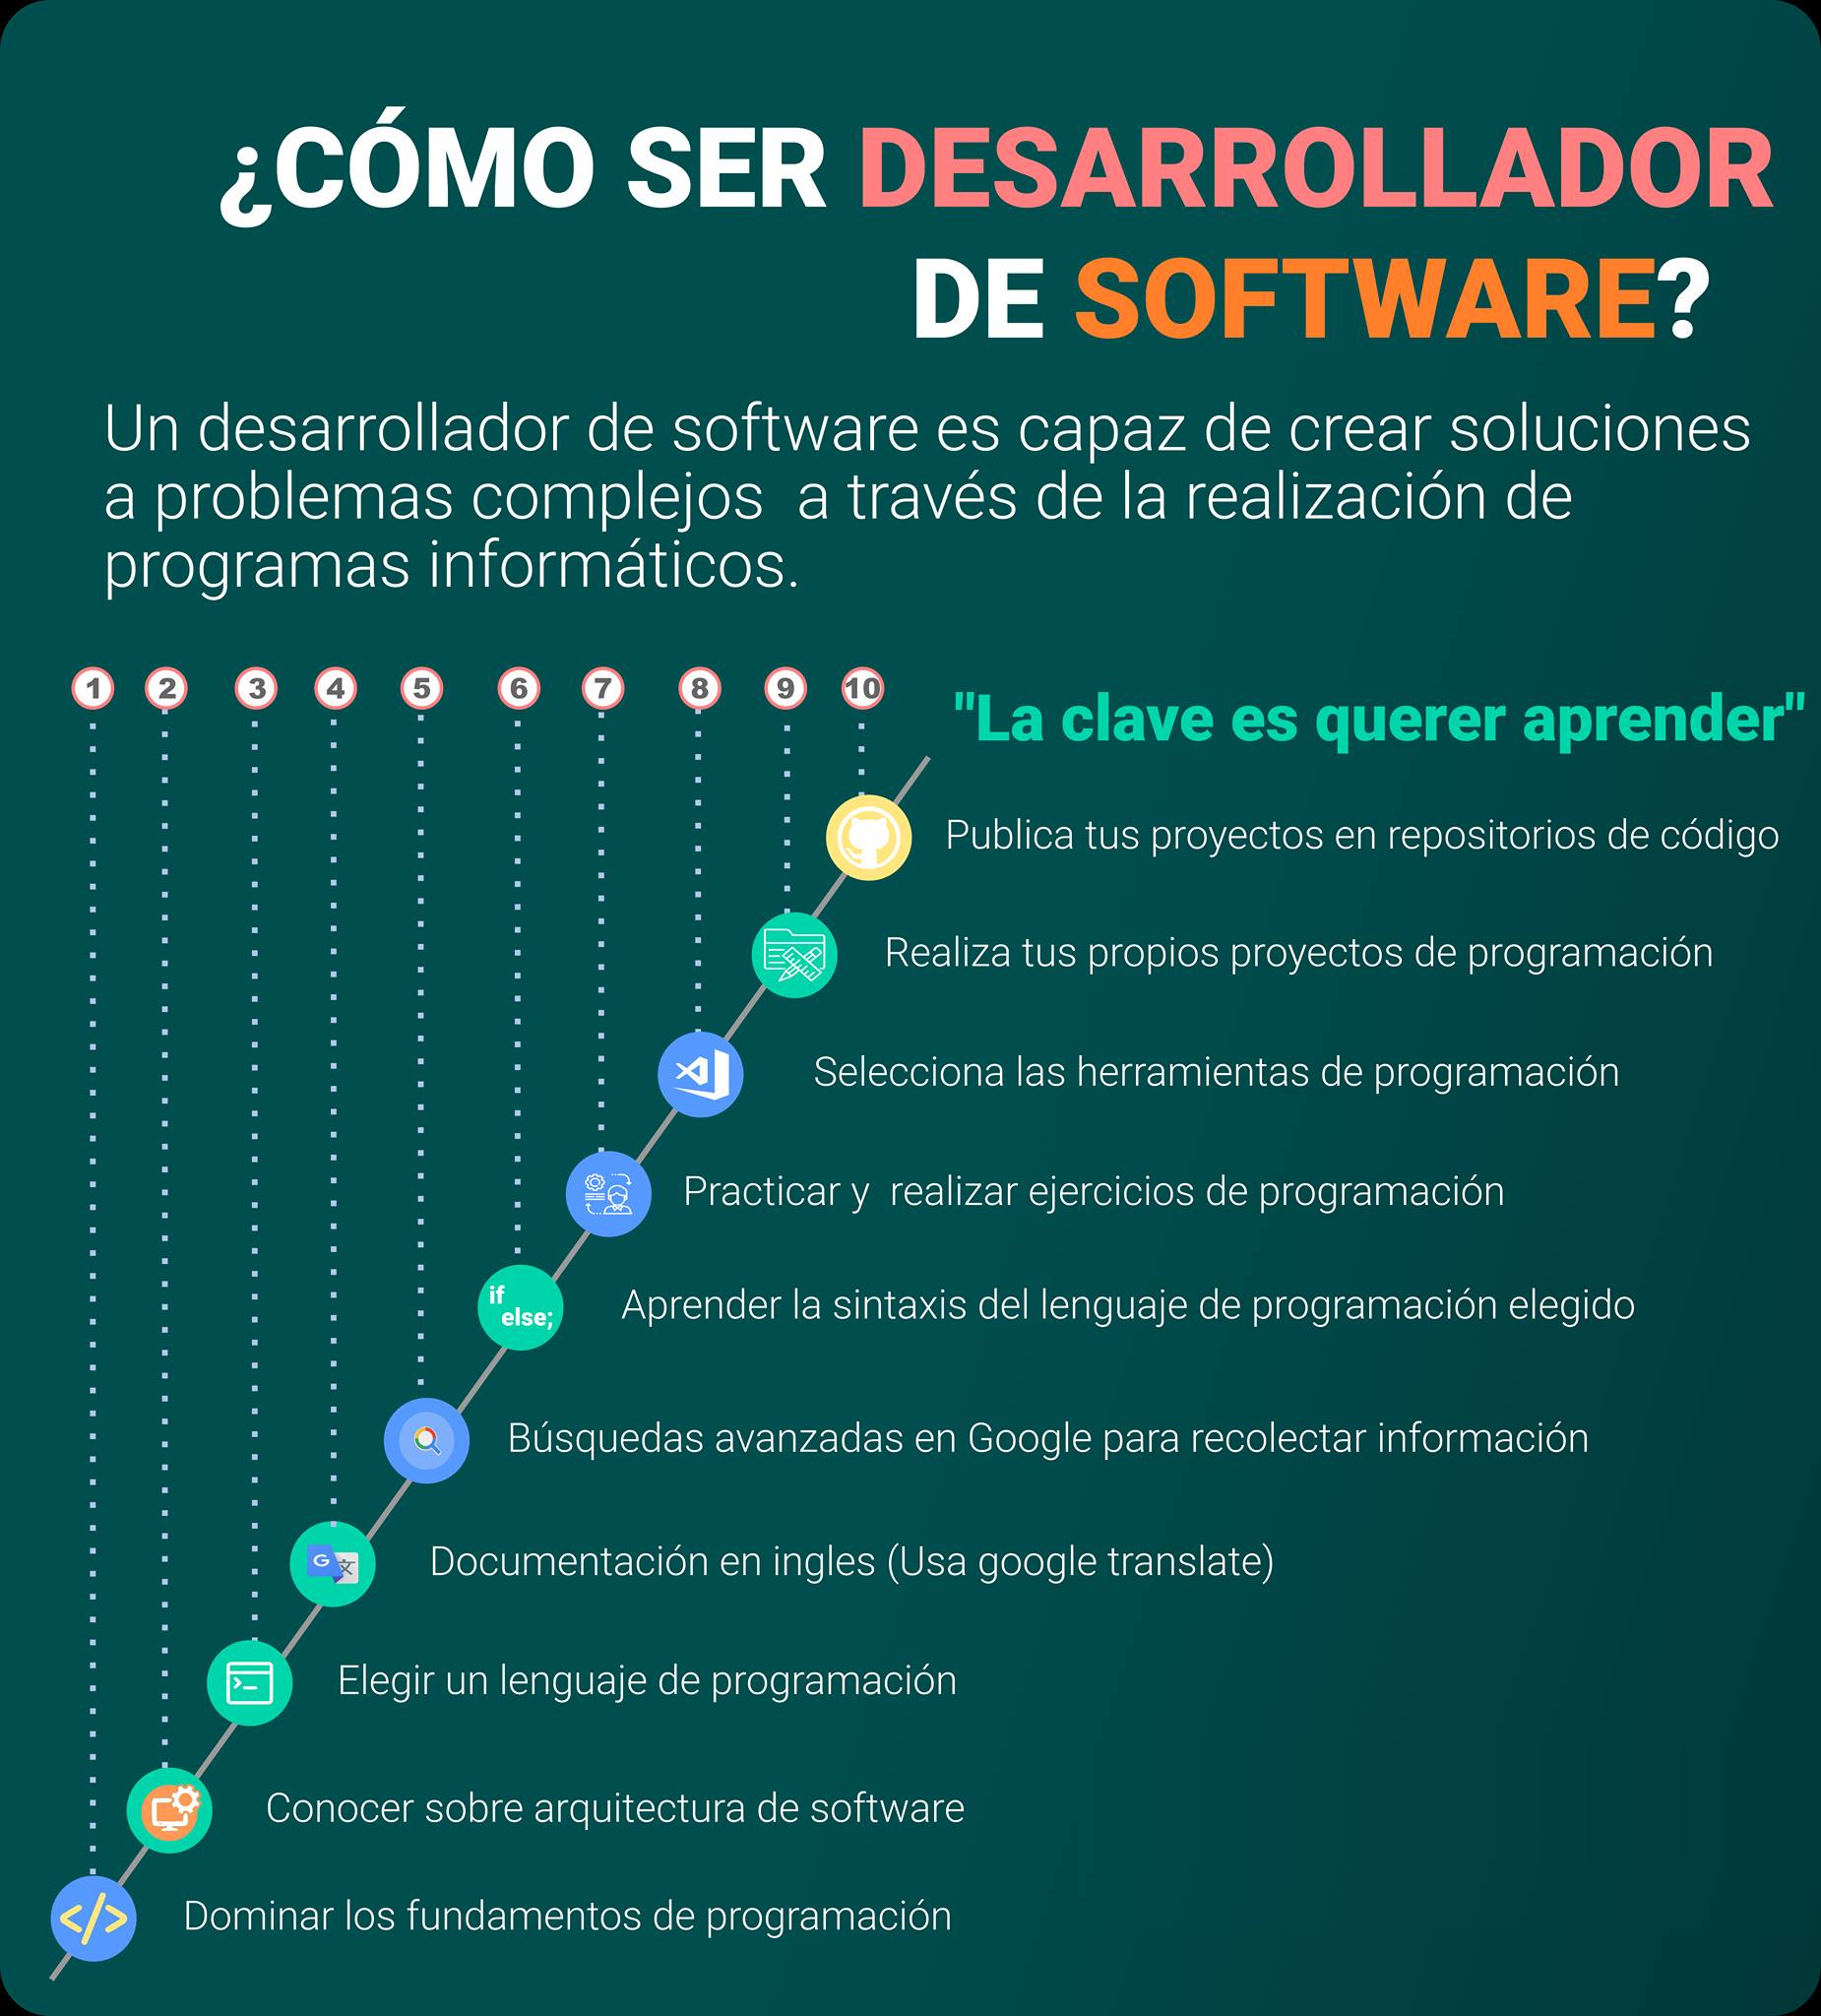 ¿CÓMO SER DESARROLLADOR
DE SOFTWARE?
Un desarrollador de software es capaz de crear soluciones
a problemas complejos  a través de la realización de
programas informáticos.
1 2 3 4 5 6 7 8 9 10
"La clave es querer aprender"
Publica tus proyectos en repositorios de código
Realiza tus propios proyectos de programación
Selecciona las herramientas de programación
Practicar y  realizar ejercicios de programación
if
else;
Aprender la sintaxis del lenguaje de programación elegido
Búsquedas avanzadas en Google para recolectar información
G 文
Documentación en ingles (Usa google translate)
Elegir un lenguaje de programación
Conocer sobre arquitectura de software
</>
Dominar los fundamentos de programación